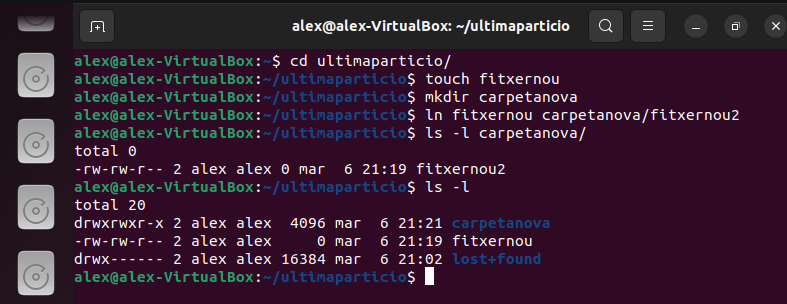 alex@alex-VirtualBox: ~/ultimaparticio
alex@alex-VirtualBox:~$ cd ultimaparticio/
alex@alex-VirtualBox:~/ultimaparticio$ touch fitxernou
alex@alex-VirtualBox:~/ultimaparticio$ mkdir carpetanova
alex@alex-VirtualBox:~/ultimaparticio$ ln fitxernou carpetanova/fitxernou2
alex@alex-VirtualBox:~/ultimaparticio$ ls -l carpetanova/
total 0
-rw-rw-r-- 2 alex alex 0 mar  6 21:19 fitxernou2
alex@alex-VirtualBox:~/ultimaparticio$ ls -l
total 20
drwxrwxr-x 2 alex alex  4096 mar  6 21:21 carpetanova
-rw-rw-r-- 2 alex alex     0 mar  6 21:19 fitxernou
drwx------ 2 alex alex 16384 mar  6 21:02 lost+found
alex@alex-VirtualBox:~/ultimaparticio$